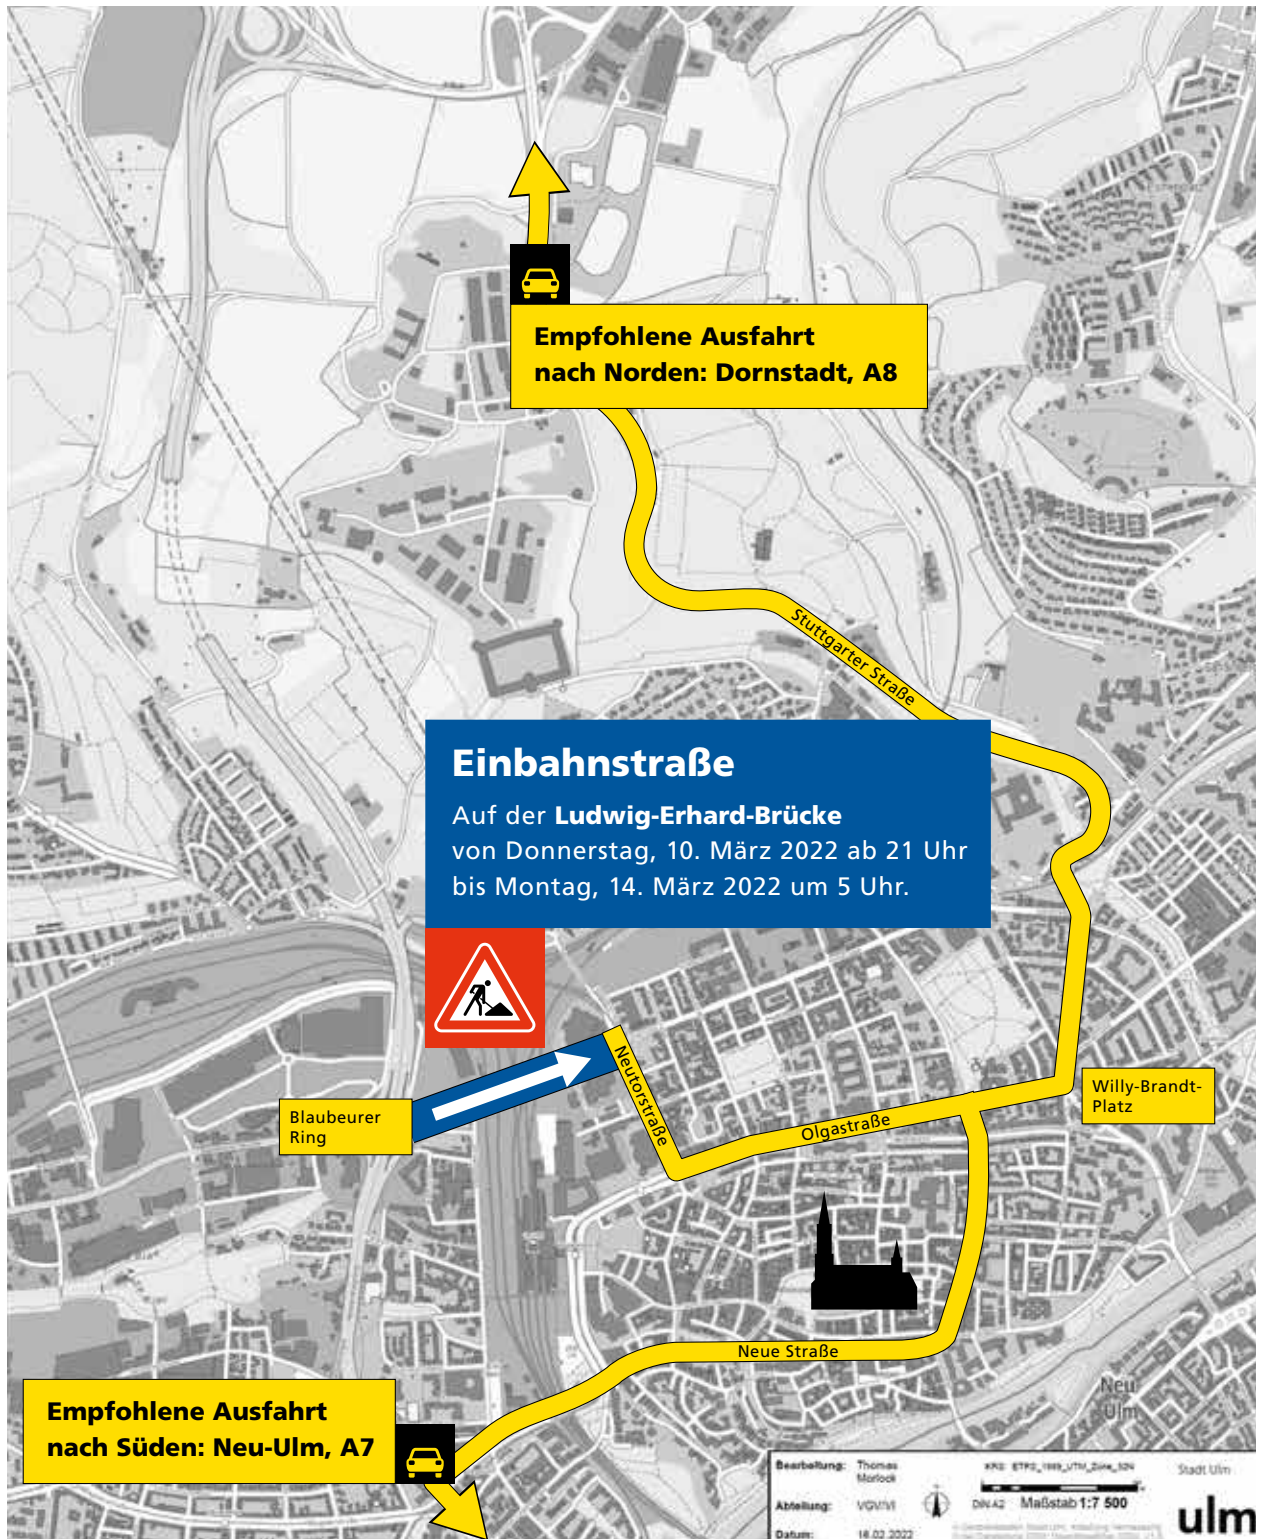 Empfohlene Ausfahrt
nach Norden: Dornstadt, A8
Stuttgarter Straße
Einbahnstraße
Auf der Ludwig-Erhard-Brücke
von Donnerstag, 10. März 2022 ab 21 Uhr
bis Montag, 14. März 2022 um 5 Uhr.
Neutorstraße
Blaubeurer
Ring
Olgastraße
Willy-Brandt-
Platz
Neue Straße
Neu
Ulm
Empfohlene Ausfahrt
nach Süden: Neu-Ulm, A7
Bearbeitung: Thomas
Morlock
Abteilung: VGV/VI
Datum: 16.02.2022
DIN A2 Maßstab 1:7 500
Stadt Ulm
ulm